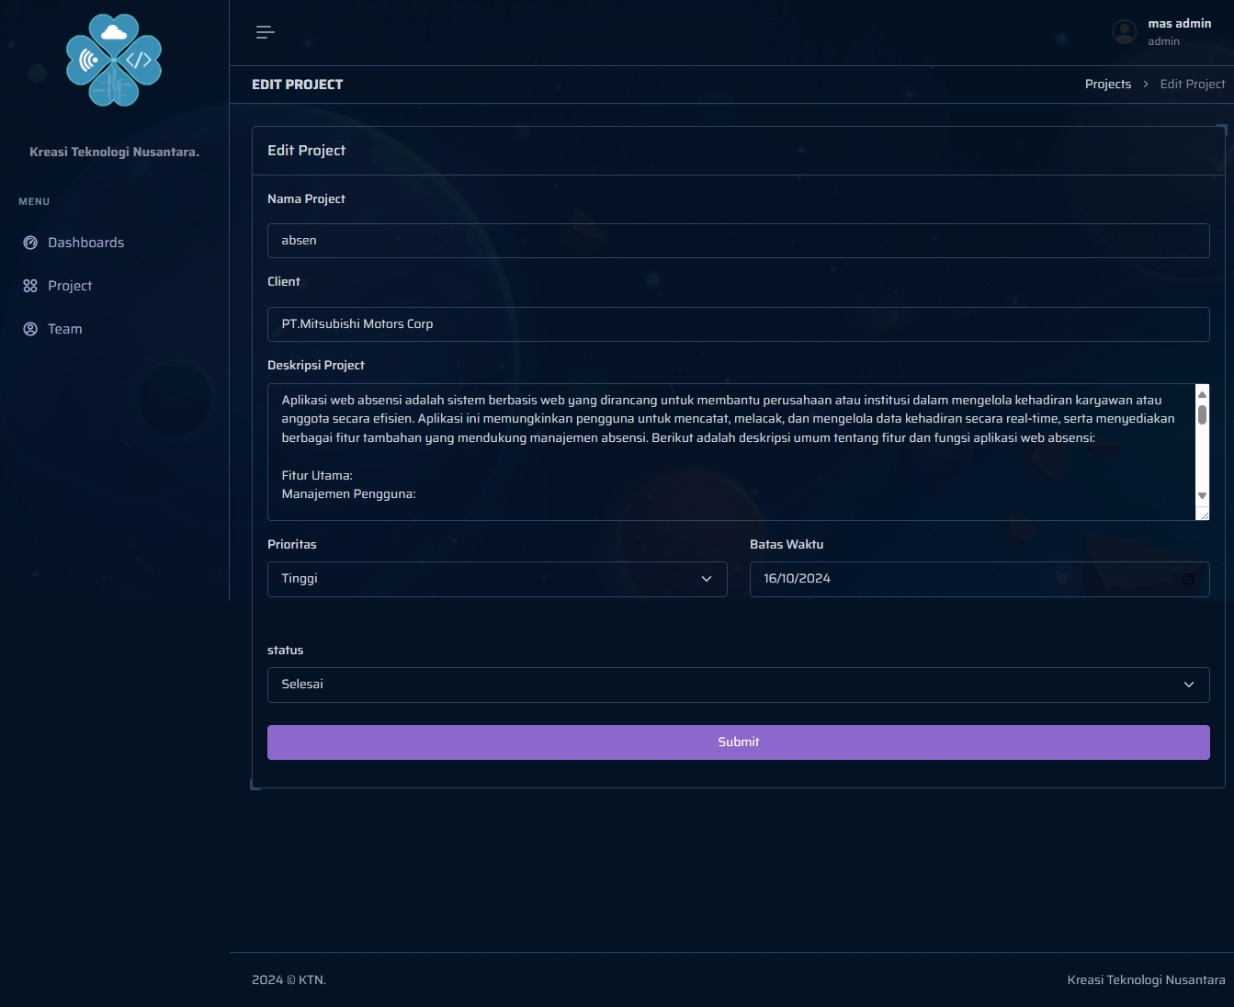 mas admin
admin
EDIT PROJECT
Projects > Edit Project
</>
Kreasi Teknologi Nusantara.
MENU
Dashboards
Project
Team
Edit Project
Nama Project
absen
Client
PT.Mitsubishi Motors Corp
Deskripsi Project
Aplikasi web absensi adalah sistem berbasis web yang dirancang untuk membantu perusahaan atau institusi dalam mengelola kehadiran karyawan atau
anggota secara efisien. Aplikasi ini memungkinkan pengguna untuk mencatat, melacak, dan mengelola data kehadiran secara real-time, serta menyediakan
berbagai fitur tambahan yang mendukung manajemen absensi. Berikut adalah deskripsi umum tentang fitur dan fungsi aplikasi web absensi:
Fitur Utama:
Manajemen Pengguna:
Prioritas
Tinggi
Batas Waktu
16/10/2024
status
Selesai
Submit
2024 © KTN.
Kreasi Teknologi Nusantara